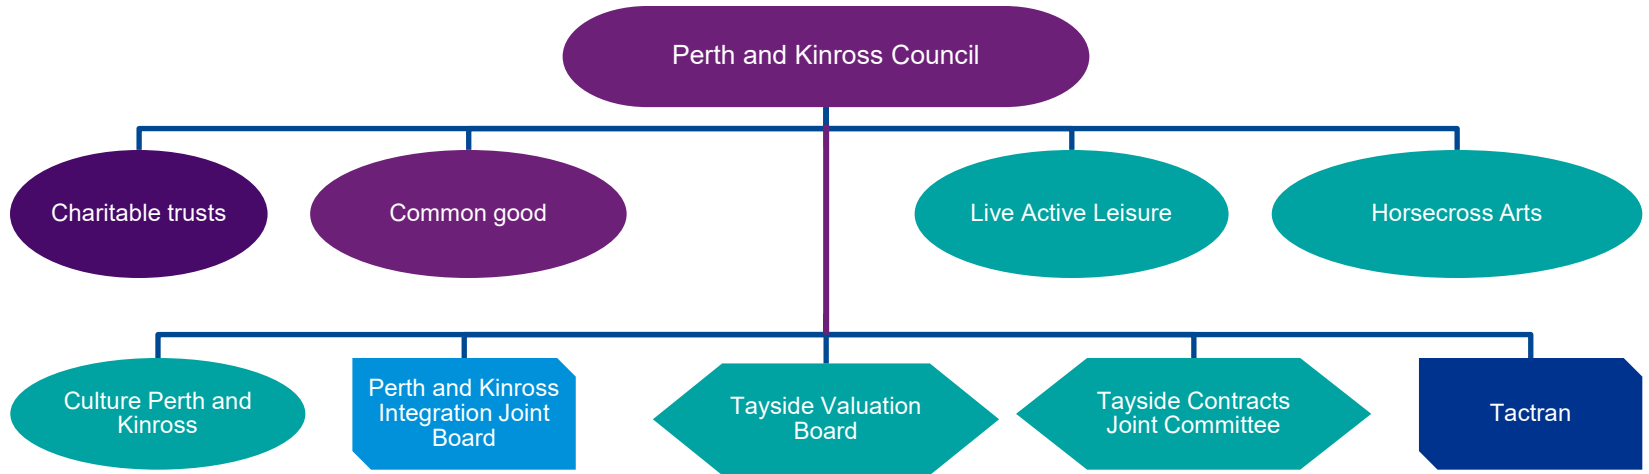 Perth and Kinross Council
Charitable trusts
Common good
Live Active Leisure
Horsecross Arts
Culture Perth and
Kinross
Perth and Kinross
Integration Joint
Board
Tayside Valuation
Board
Tayside Contracts
Joint Committee
Tactran